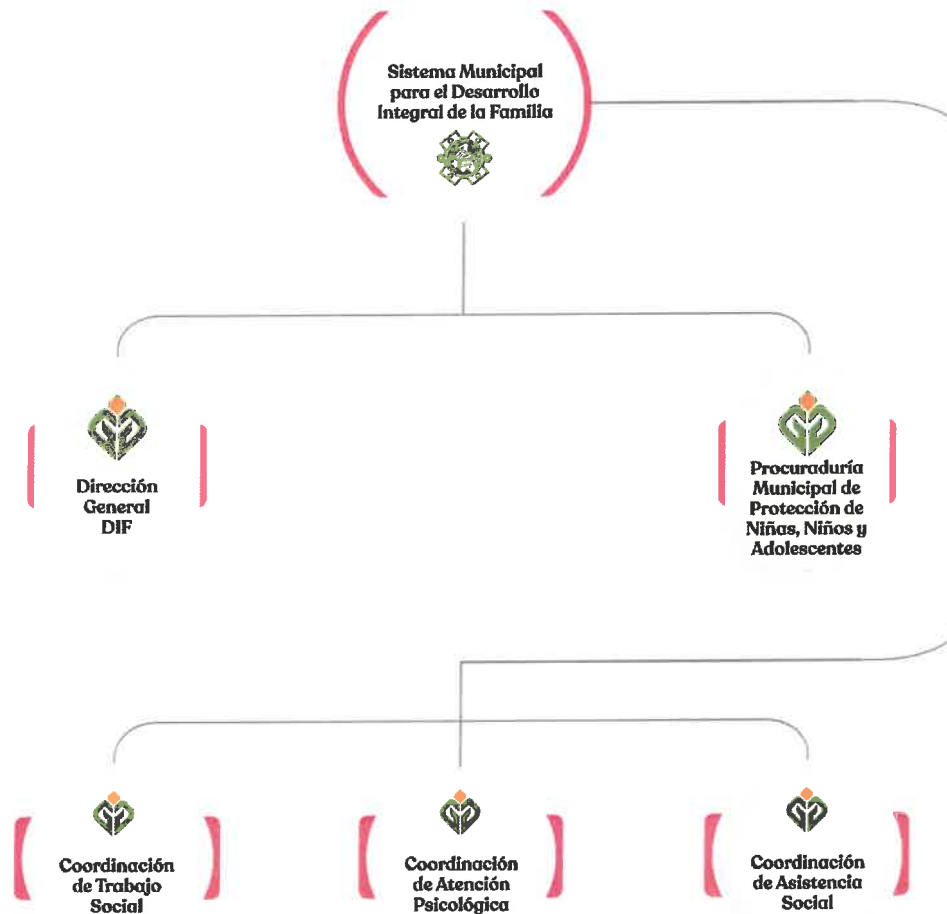 Sistema Municipal
para el Desarrollo
Integral de la Familia
Dirección
General
DIF
Procuraduría
Municipal de
Protección de
Niñas, Niños y
Adolescentes
Coordinación
de Trabajo
Social
Coordinación
de Atención
Psicológica
Coordinación
de Asistencia
Social